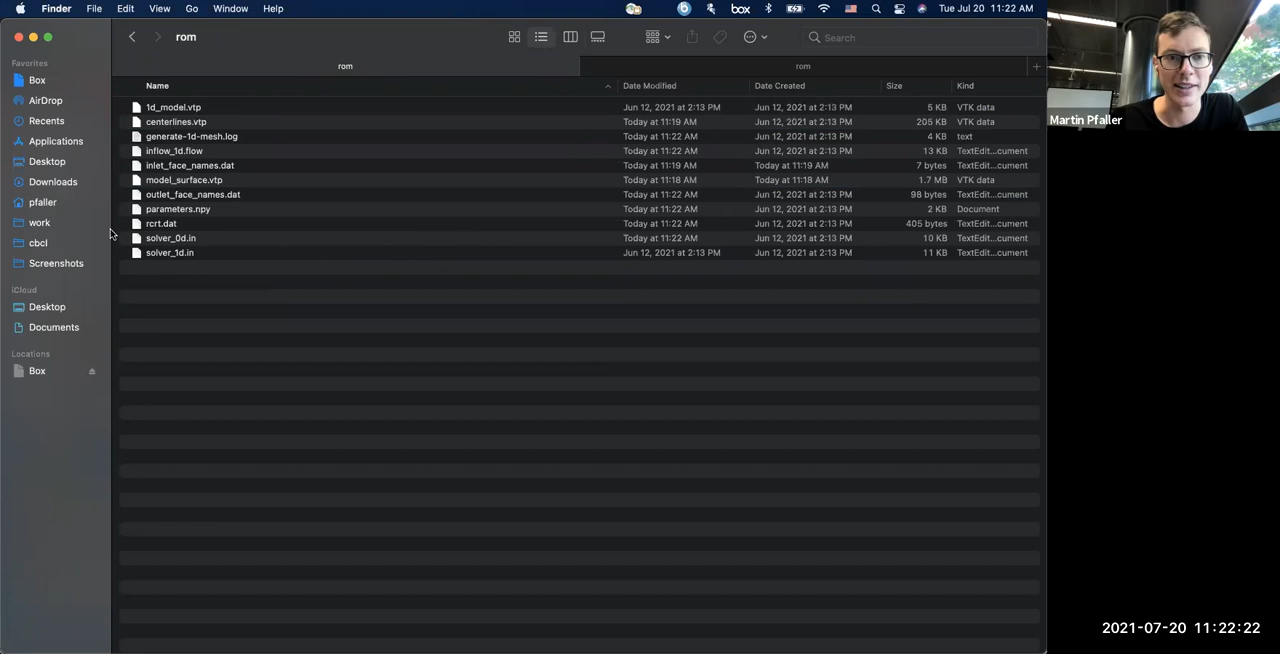 Finder File Edit View Go Window Help box Tue Jul 20 11:22 AM
rom Search
rom rom
Favorites
Box
AirDrop
Recents
Applications
Desktop
Downloads
pfaller
work
cbcl
Screenshots
iCloud
Desktop
Documents
Locations
Box
Name Date Modified Date Created Size Kind
1d_model.vtp Jun 12, 2021 at 2:13 PM Jun 12, 2021 at 2:13 PM 5 KB VTK data
centerlines.vtp Today at 11:19 AM Jun 12, 2021 at 2:13 PM 205 KB VTK data
generate-1d-mesh.log Today at 11:22 AM Jun 12, 2021 at 2:13 PM 4 KB text
inflow_1d.flow Today at 11:22 AM Jun 12, 2021 at 2:13 PM 13 KB TextEdit...cument
inlet_face_names.dat Today at 11:19 AM Today at 11:19 AM 7 bytes TextEdit...cument
model_surface.vtp Today at 11:18 AM Jun 12, 2021 at 2:13 PM 1.7 MB VTK data
outlet_face_names.dat Today at 11:22 AM Jun 12, 2021 at 2:13 PM 98 bytes TextEdit...cument
parameters.npy Today at 11:22 AM Jun 12, 2021 at 2:13 PM 2 KB Document
rcrt.dat Today at 11:22 AM Jun 12, 2021 at 2:13 PM 405 bytes TextEdit...cument
solver_0d.in Today at 11:22 AM Jun 12, 2021 at 2:13 PM 10 KB TextEdit...cument
solver_1d.in Jun 12, 2021 at 2:13 PM Jun 12, 2021 at 2:13 PM 11 KB TextEdit...cument
Martin Pfaller
2021-07-20 11:22:22